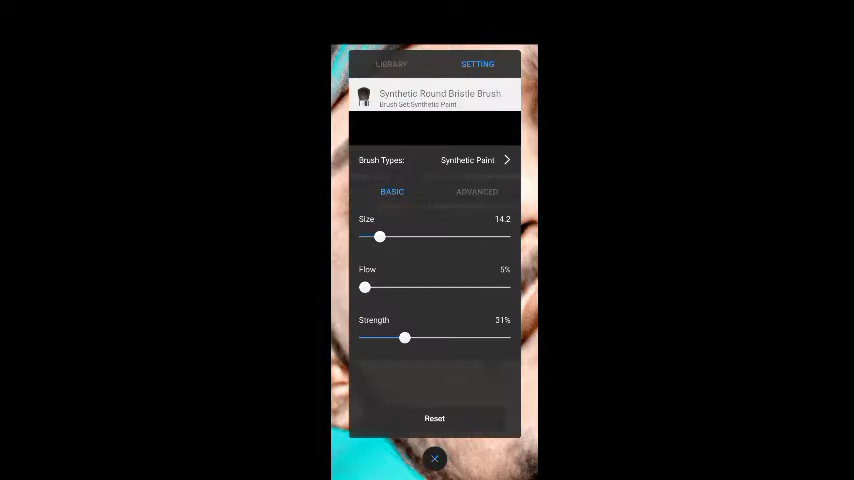 LIBRARY SETTING
Synthetic Round Bristle Brush
Brush Set:Synthetic Paint
Brush Types: Synthetic Paint
BASIC ADVANCED
Size 14.2
Flow 5%
Strength 31%
Reset